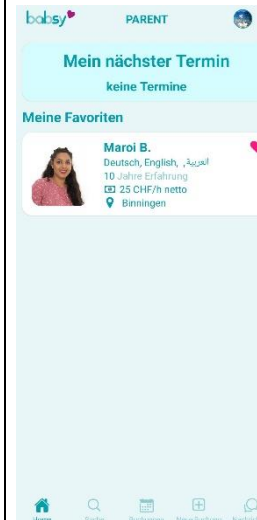 babsy
PARENT
Mein nächster Termin
keine Termine
Meine Favoriten
Maroi B.
Deutsch, English, العربية,
10 Jahre Erfahrung
25 CHF/h netto
Binningen
Home